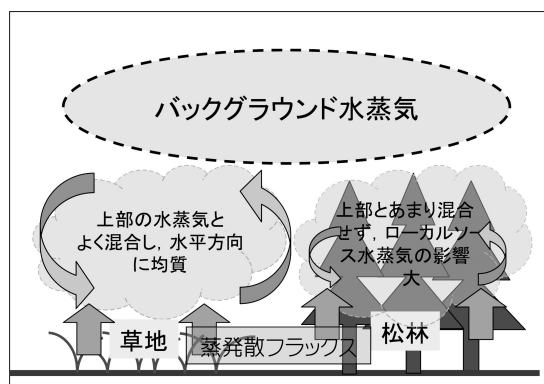 バックグラウンド水蒸気
上部の水蒸気と
よく混合し，水平方向
に均質
上部とあまり混合
せず，ローカルソー
ス水蒸気の影響
大
草地
蒸発散フラックス
松林